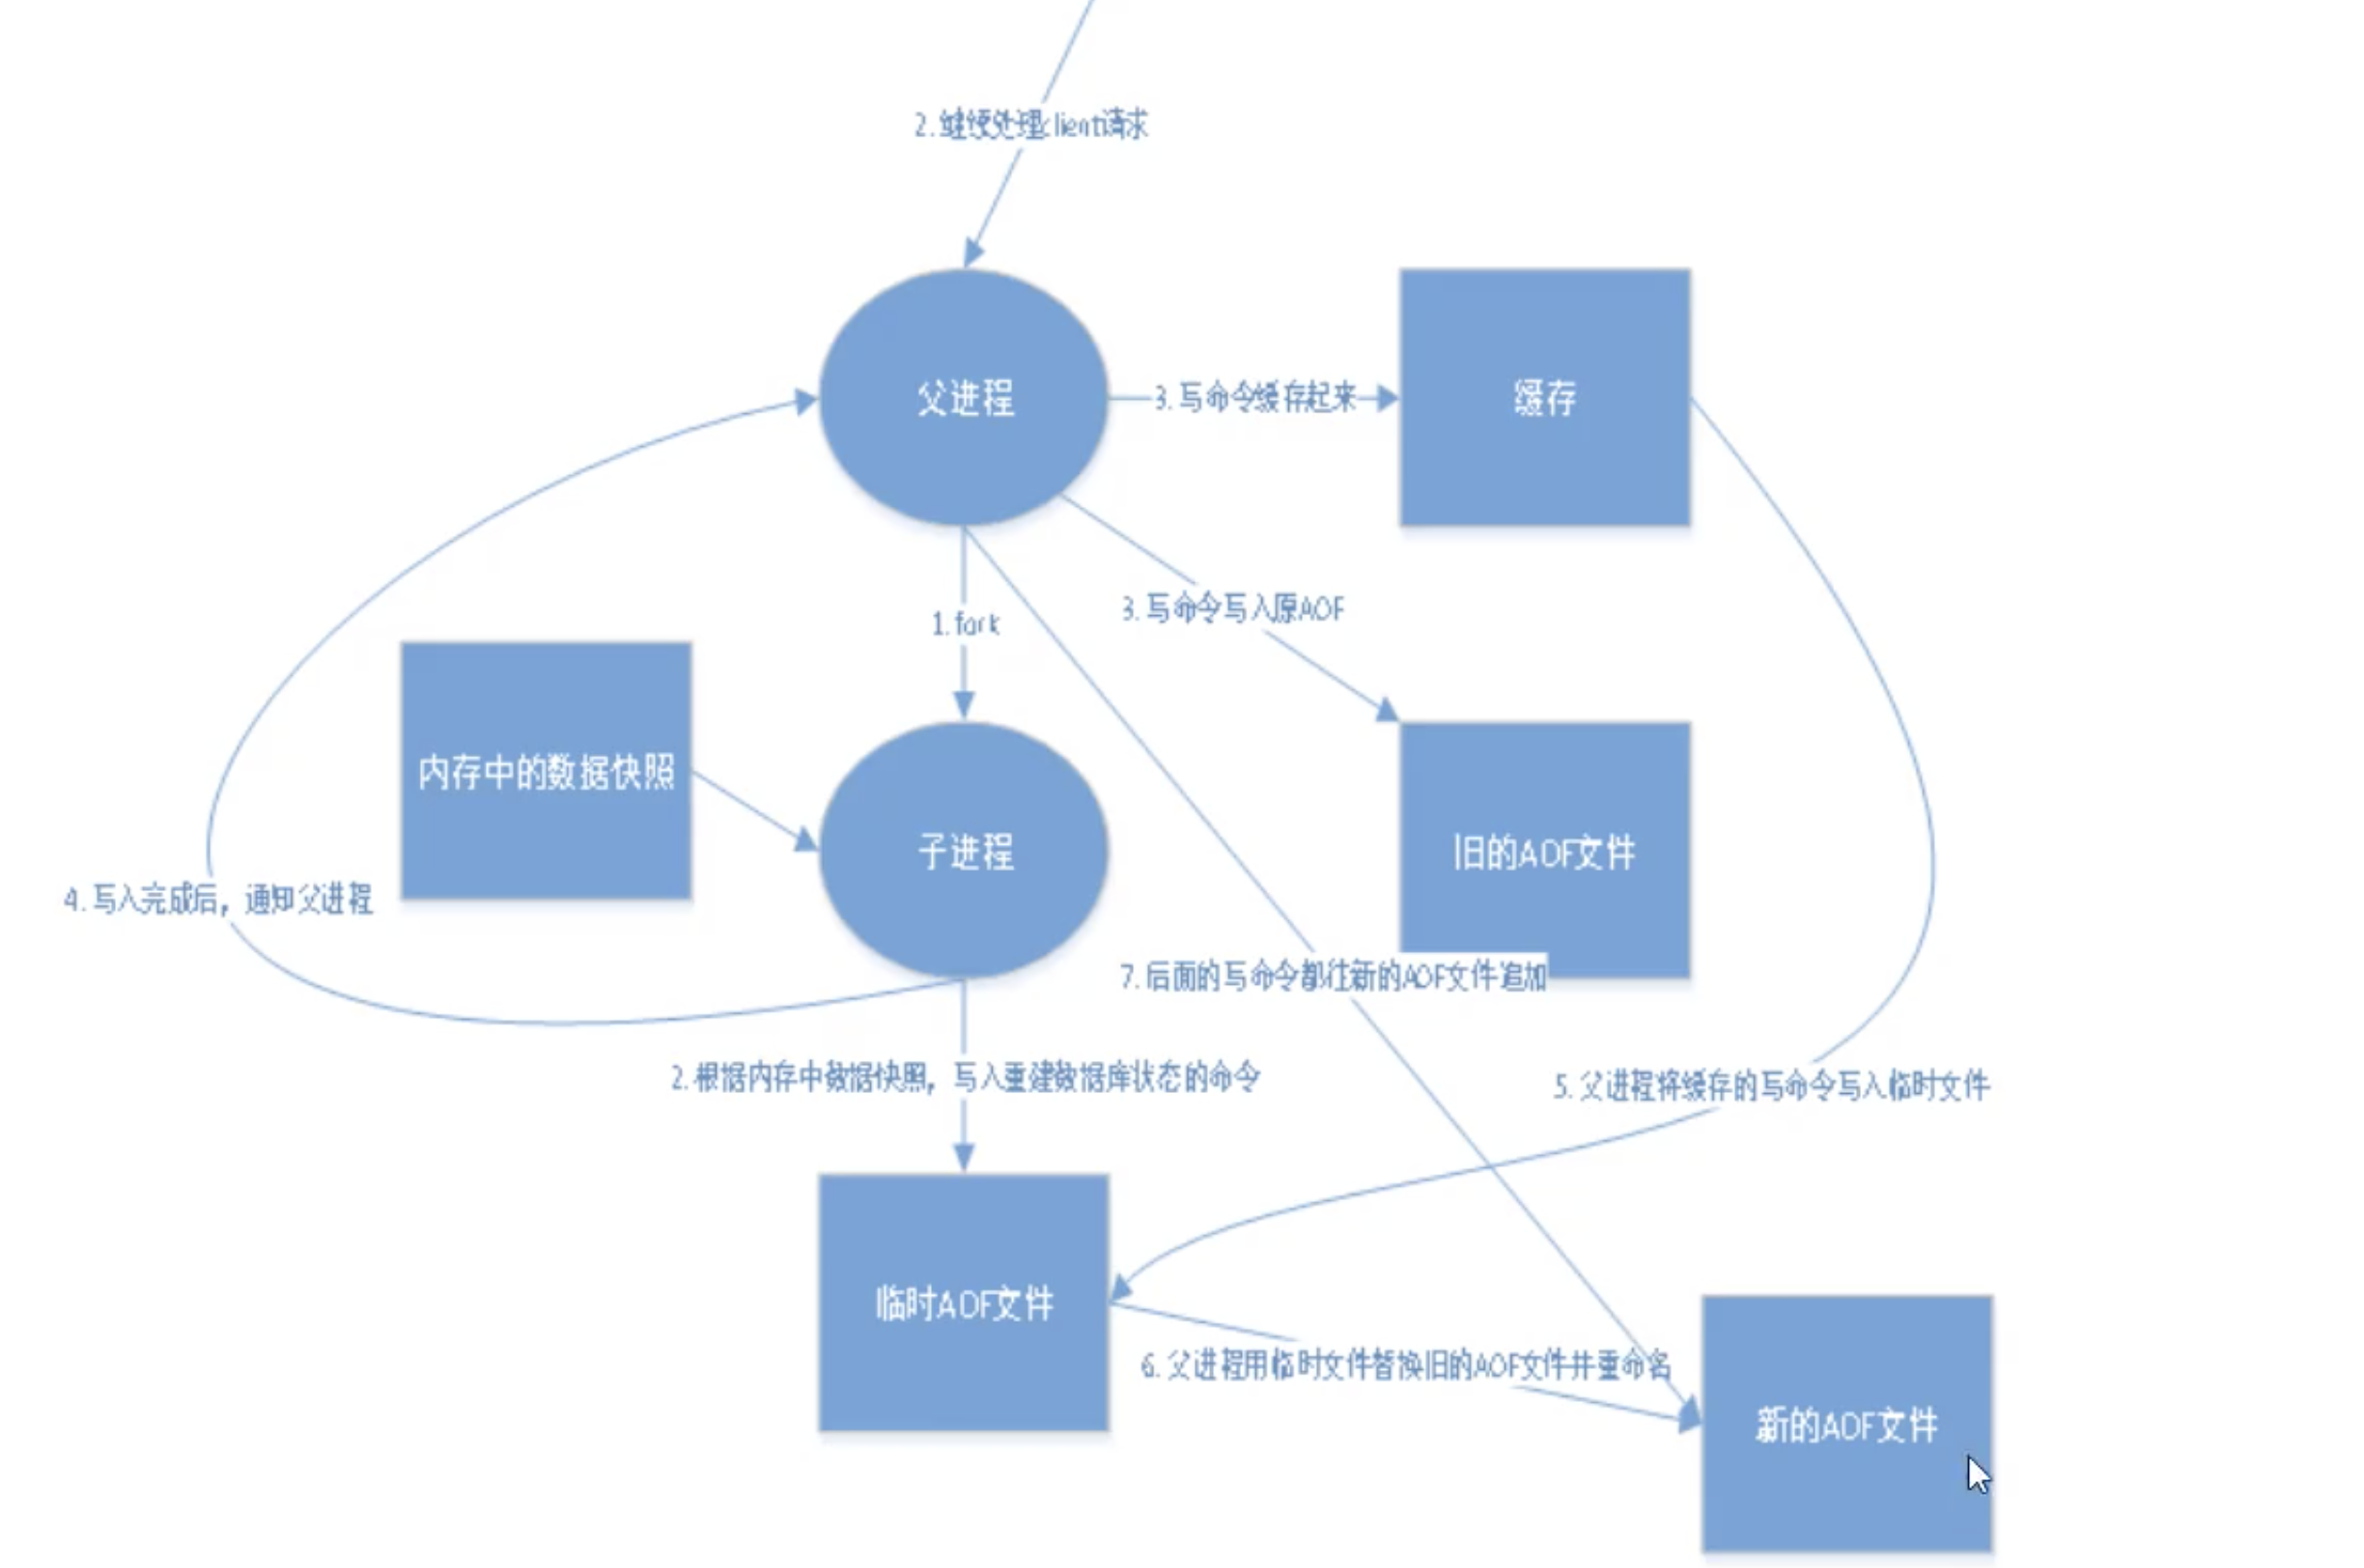 2.继续处理client请求
父进程
3.写命令缓存起来
缓存
3.写命令写入原AOF
1.fork
内存中的数据快照
子进程
旧的AOF文件
4.写入完成后，通知父进程
7.后面的写命令都往新的AOF文件追加
2.根据内存中数据快照，写入重建数据库状态的命令
5.父进程将缓存的写命令写入临时文件
临时AOF文件
6.父进程用临时文件替换旧的AOF文件并重命名
新的AOF文件